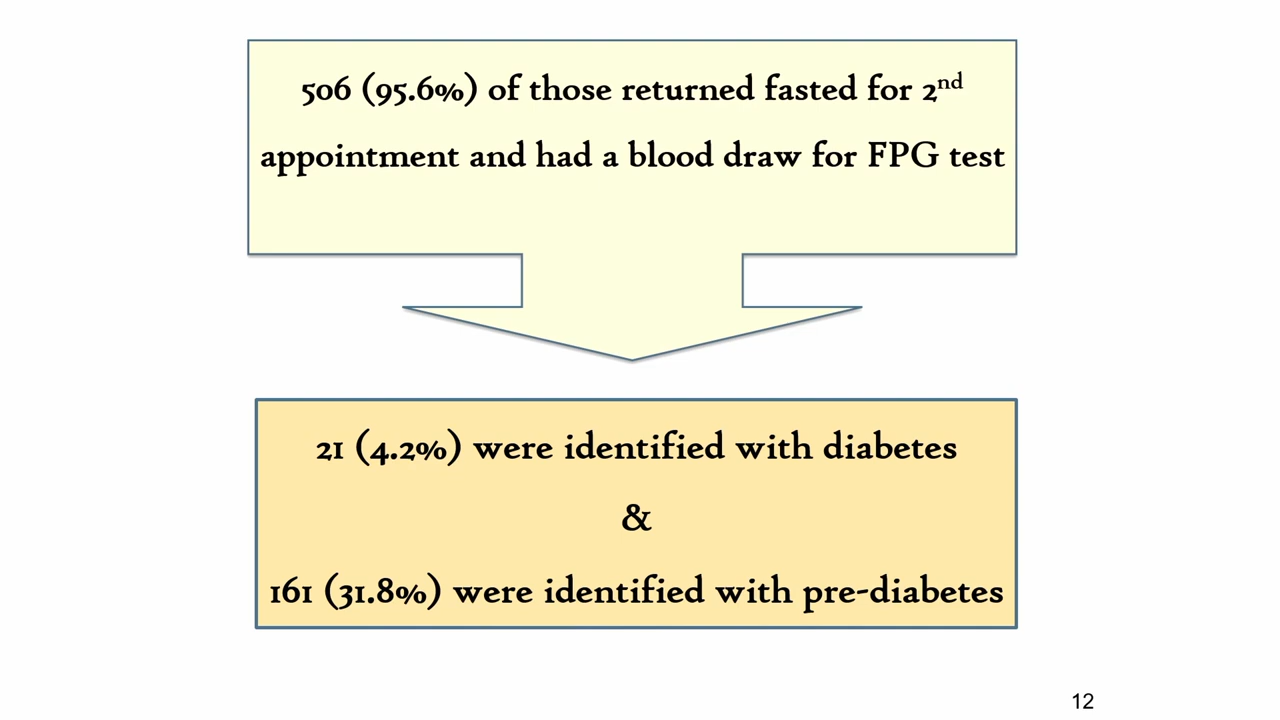 506 (95.6%) of those returned fasted for 2nd
appointment and had a blood draw for FPG test
21 (4.2%) were identified with diabetes
&
161 (31.8%) were identified with pre-diabetes
12